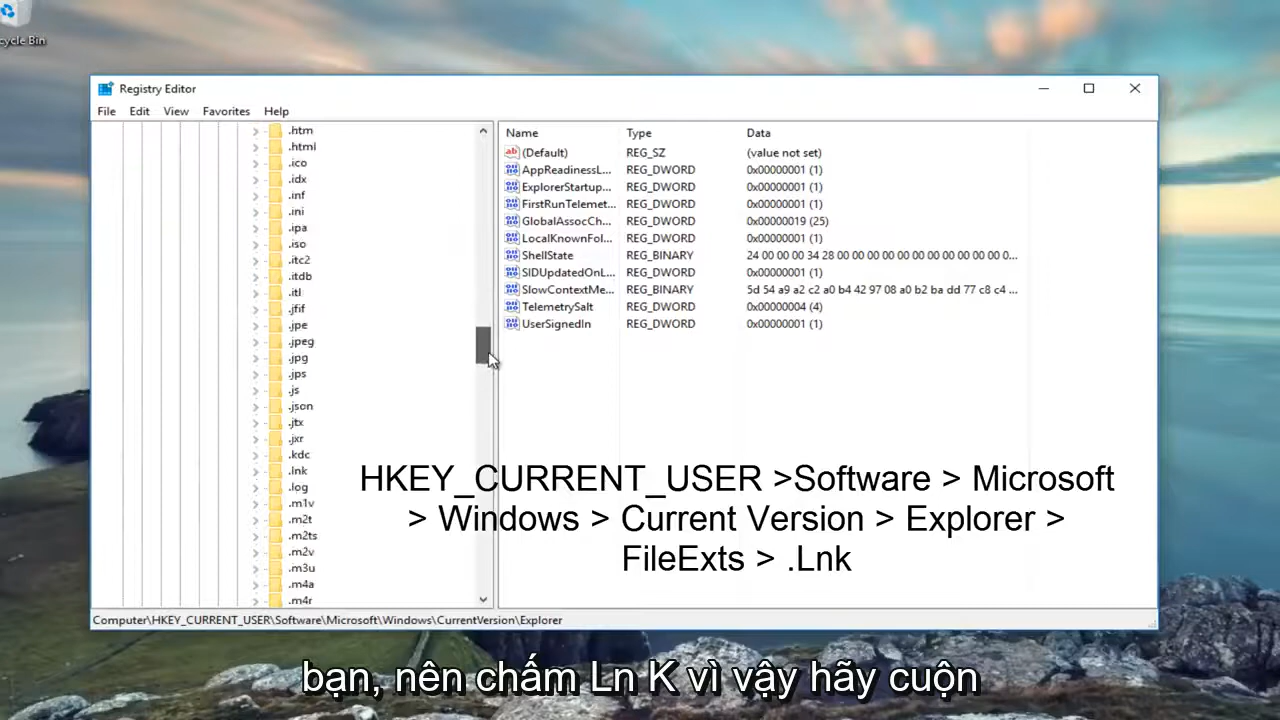 cycle Bin
Registry Editor
File Edit View Favorites Help
.htm
.html
.ico
.idx
.inf
.ini
.ipa
.iso
.itc2
.itdb
.itl
.jfif
.jpe
.jpeg
.jpg
.jps
.js
.json
.jtx
.jxr
.kdc
.lnk
.log
.m1v
.m2t
.m2ts
.m2v
.m3u
.m4a
.m4r
Name Type Data
(Default) REG_SZ (value not set)
AppReadinessL... REG_DWORD 0x00000001 (1)
ExplorerStartup... REG_DWORD 0x00000001 (1)
FirstRunTelemet... REG_DWORD 0x00000001 (1)
GlobalAssocCh... REG_DWORD 0x00000019 (25)
LocalKnownFol... REG_DWORD 0x00000001 (1)
ShellState REG_BINARY 24 00 00 00 34 28 00 00 00 00 00 00 00 00 00 00 00 0...
SIDUpdatedOnL... REG_DWORD 0x00000001 (1)
SlowContextMe... REG_BINARY 5d 54 a9 a2 c2 a0 b4 42 97 08 a0 b2 ba dd 77 c8 c4 ...
TelemetrySalt REG_DWORD 0x00000004 (4)
UserSignedIn REG_DWORD 0x00000001 (1)
HKEY_CURRENT_USER >Software > Microsoft
> Windows > Current Version > Explorer >
FileExts > .Lnk
Computer\HKEY_CURRENT_USER\Software\Microsoft\Windows\CurrentVersion\Explorer
bạn, nên chấm Ln K vì vậy hãy cuộn